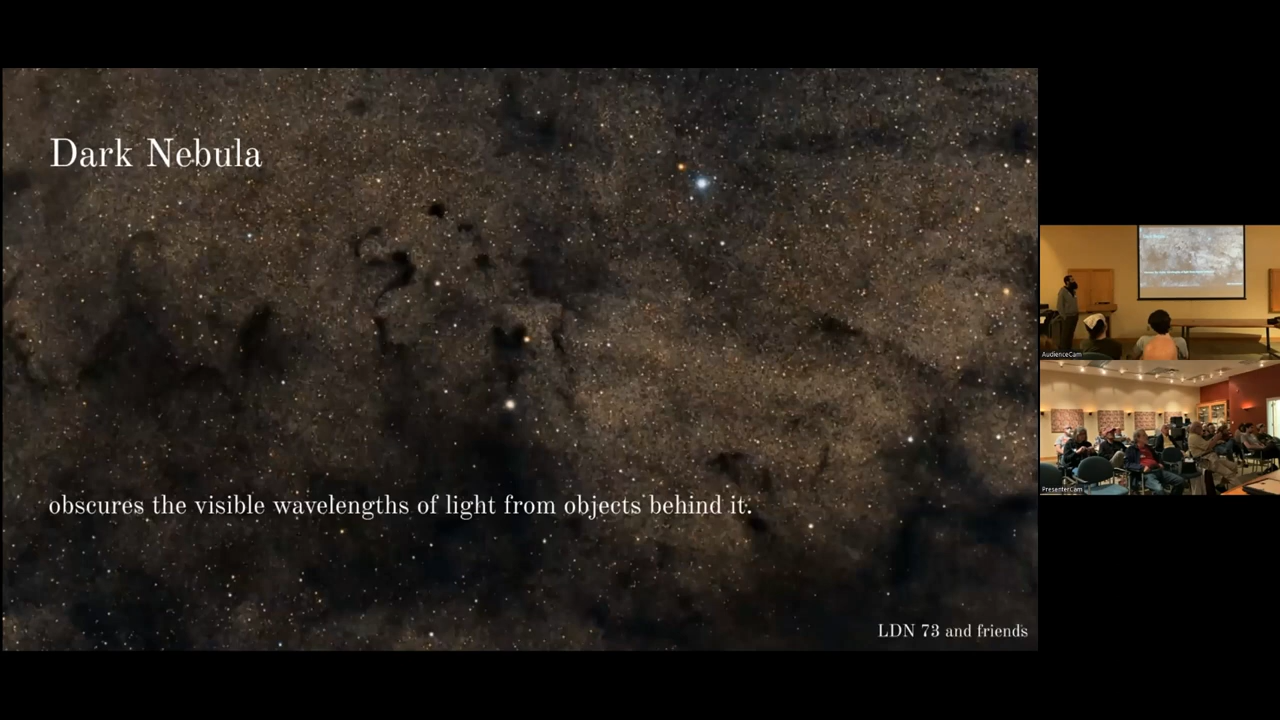 Dark Nebula
obscures the visible wavelengths of light from objects behind it.
LDN 73 and friends
AudienceCam
PresenterCam